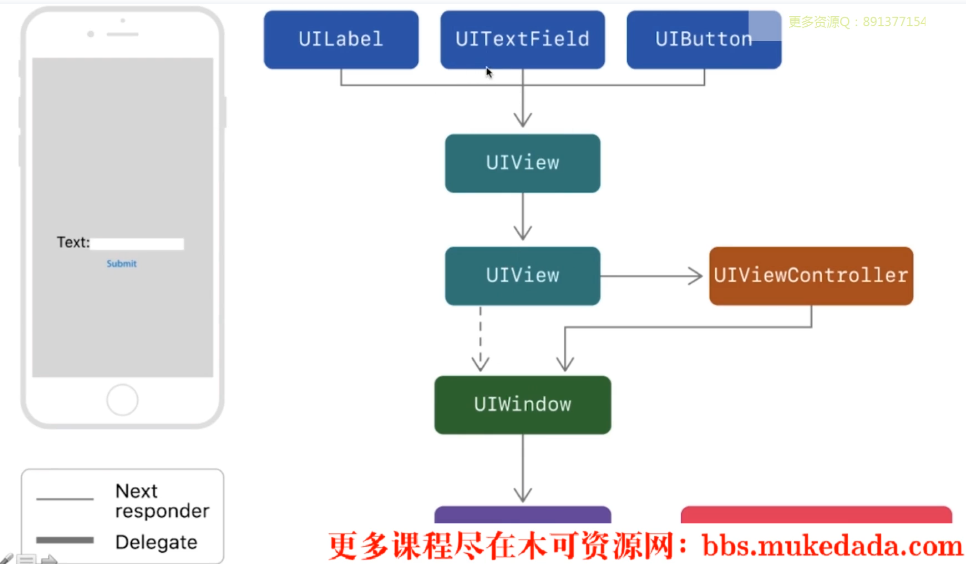 UILabel
UITextField
UIButton
更多资源Q：891377154
UIView
Text:
Submit
UIView
UIViewController
UIWindow
Next
responder
Delegate
更多课程尽在木可资源网：bbs.mukedada.com